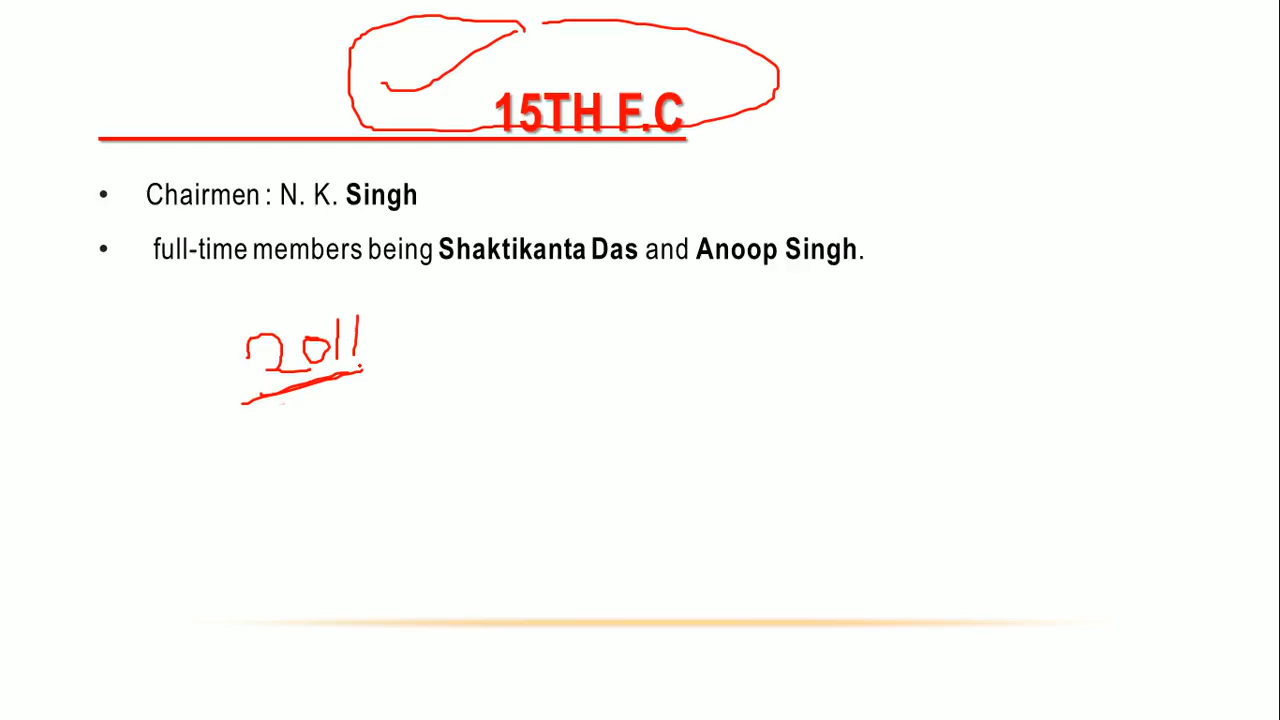 15TH F.C
• Chairmen : N. K. Singh
• full-time members being Shaktikanta Das and Anoop Singh.
2011